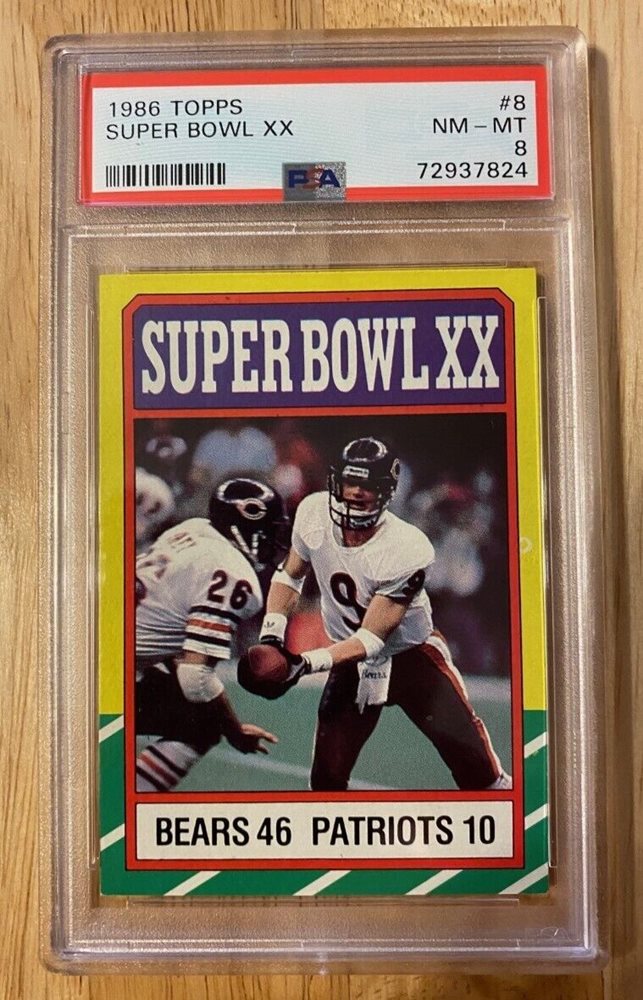 1986 TOPPS #8
SUPER BOWL XX NM - MT
8
PSA 72937824
SUPER BOWL XX
26
9
Bears
BEARS 46 PATRIOTS 10